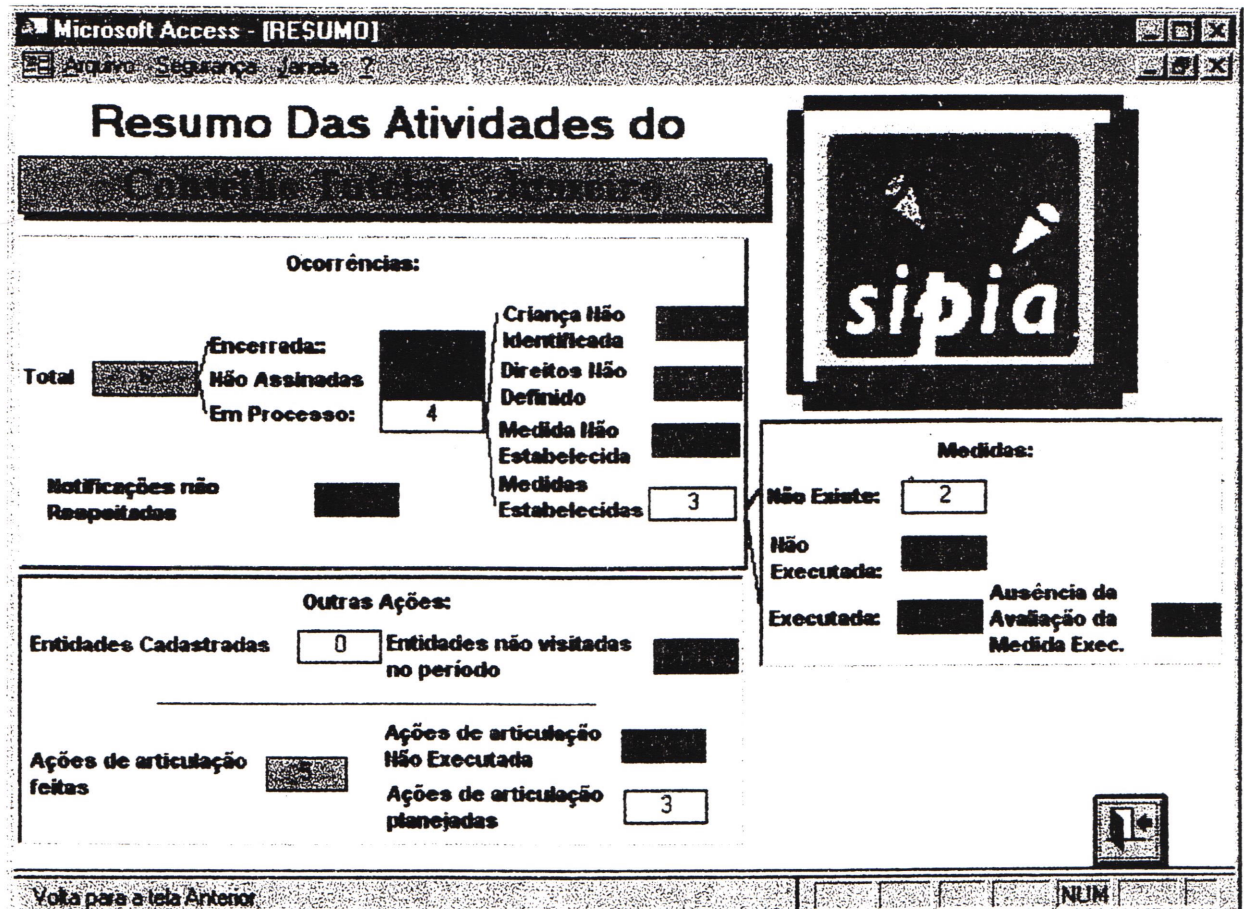 Microsoft Access - [RESUMO]
Arquivo Segurança Janela ?
Resumo Das Atividades do
Conselho Tutelar
sipia
Ocorrências:
Total
Encerrada::
Não Assinadas
Em Processo: 4
Criança Não
Identificada
Direitos Não
Definido
Medida Não
Estabelecida
Medidas
Estabelecidas 3
Notificações não
Respeitadas
Medidas:
Não Existe: 2
Não
Executada:
Executada:
Ausência da
Avaliação da
Medida Exec.
Outras Ações:
Entidades Cadastradas 0
Entidades não visitadas
no período
Ações de articulação
feitas 5
Ações de articulação
Não Executada
Ações de articulação
planejadas 3
Volta para a tela Anterior
NUM